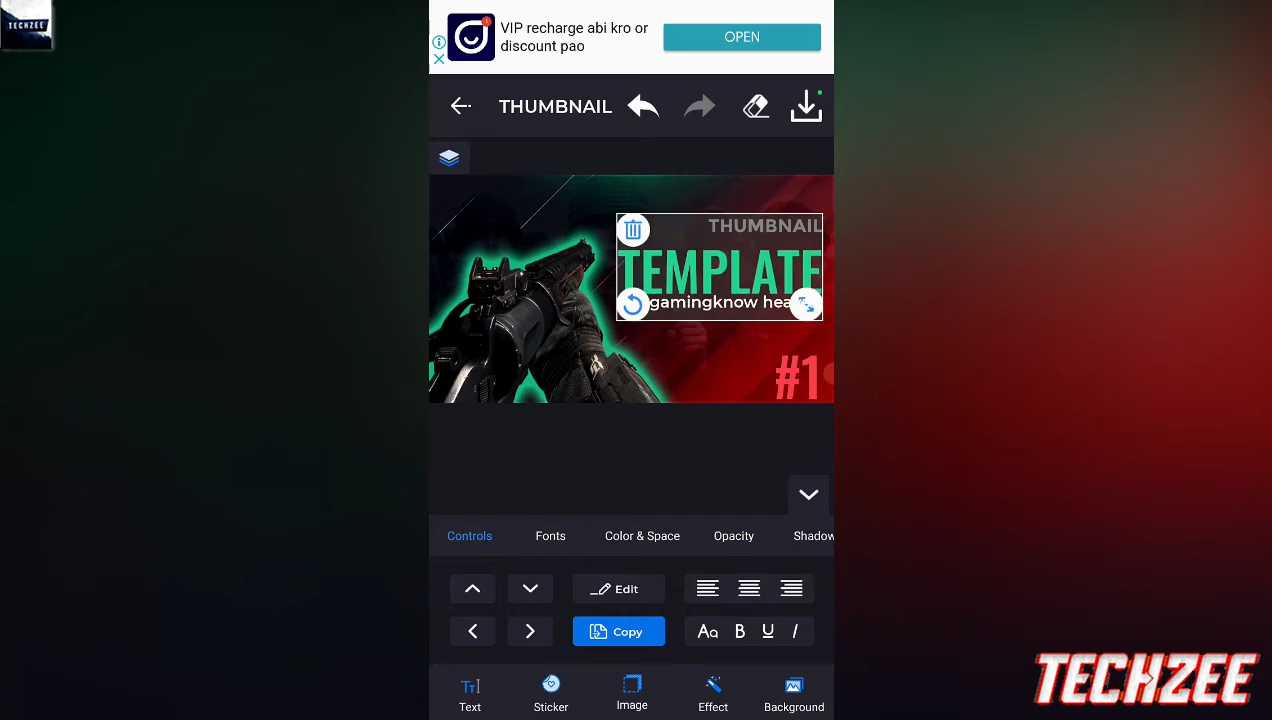 TECHZEE
VIP recharge abi kro or
discount pao
OPEN
THUMBNAIL
THUMBNAIL
TEMPLATE
gamingknow hea
#1
Controls
Fonts
Color & Space
Opacity
Shadow
Edit
Copy
Aa B U I
Text
Sticker
Image
Effect
Background
TECHZEE